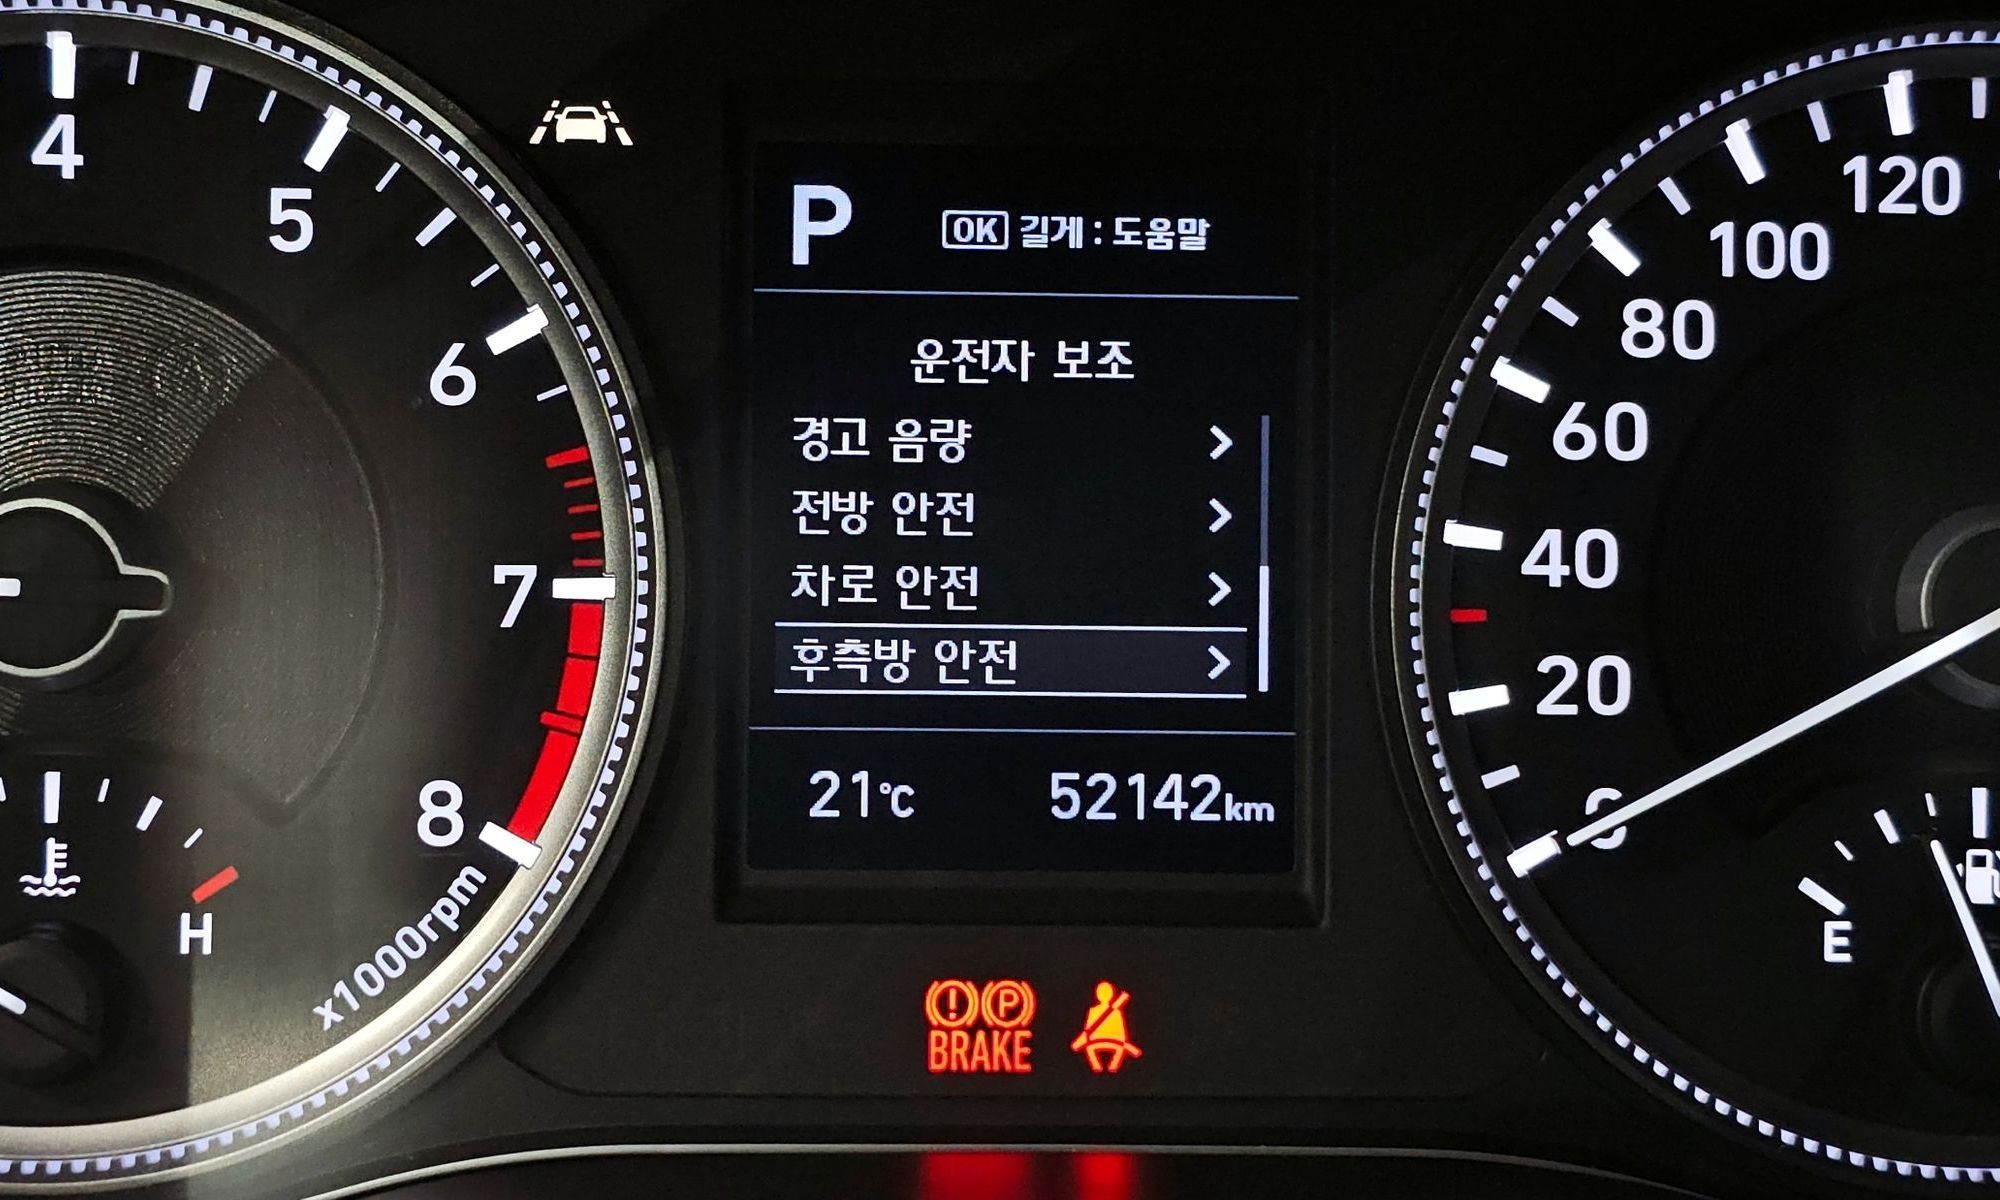 4
5
6
7
8
x1000rpm
H
P
OK 길게 : 도움말
운전자 보조
경고 음량
전방 안전
차로 안전
후측방 안전
21℃ 52142km
BRAKE
P
120
100
80
60
40
20
0
E